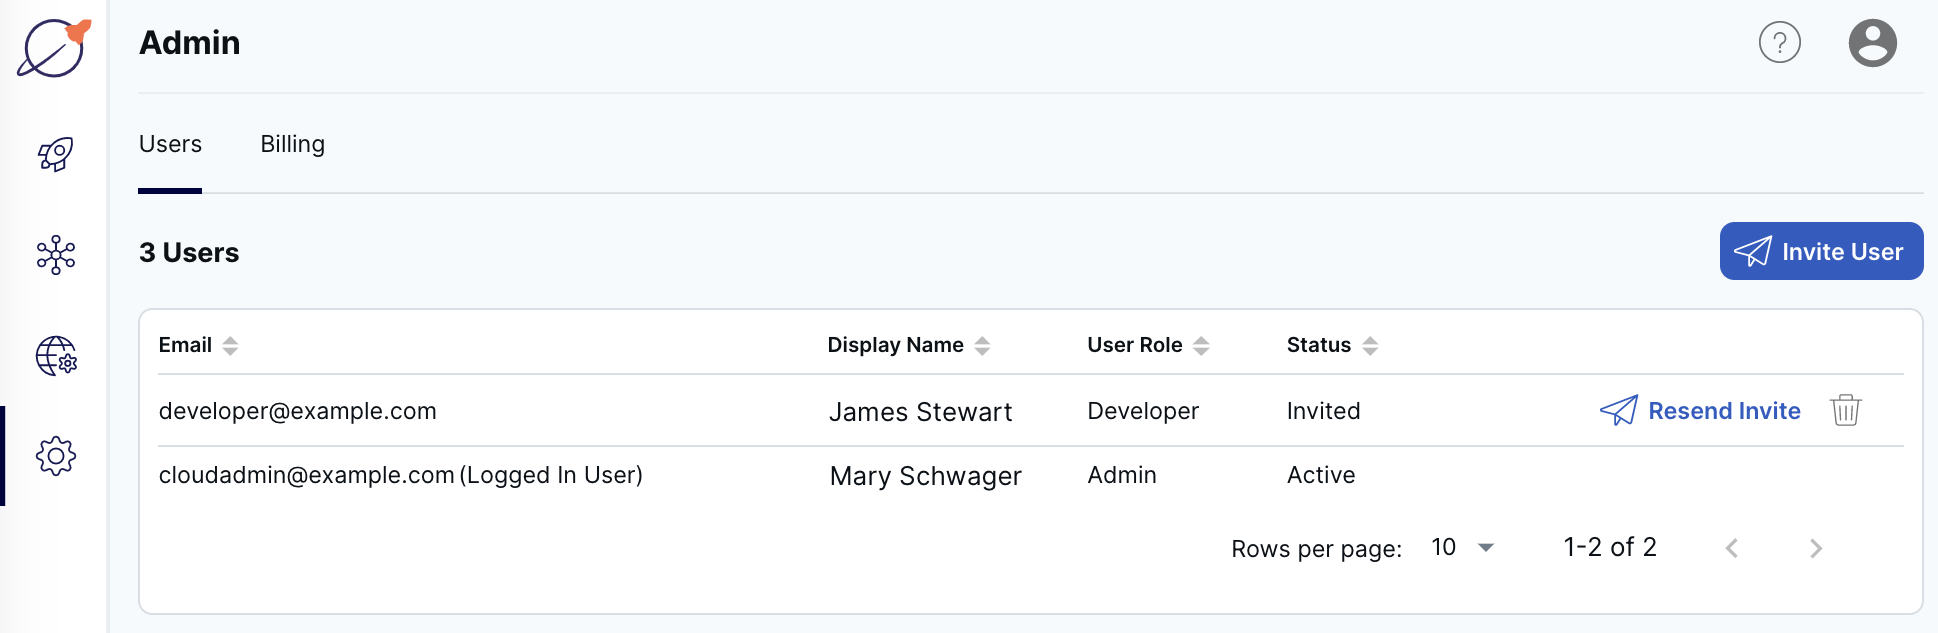 Admin
?
Users Billing
3 Users
Invite User
Email Display Name User Role Status
developer@example.com James Stewart Developer Invited Resend Invite
cloudadmin@example.com (Logged In User) Mary Schwager Admin Active
Rows per page: 10 1-2 of 2